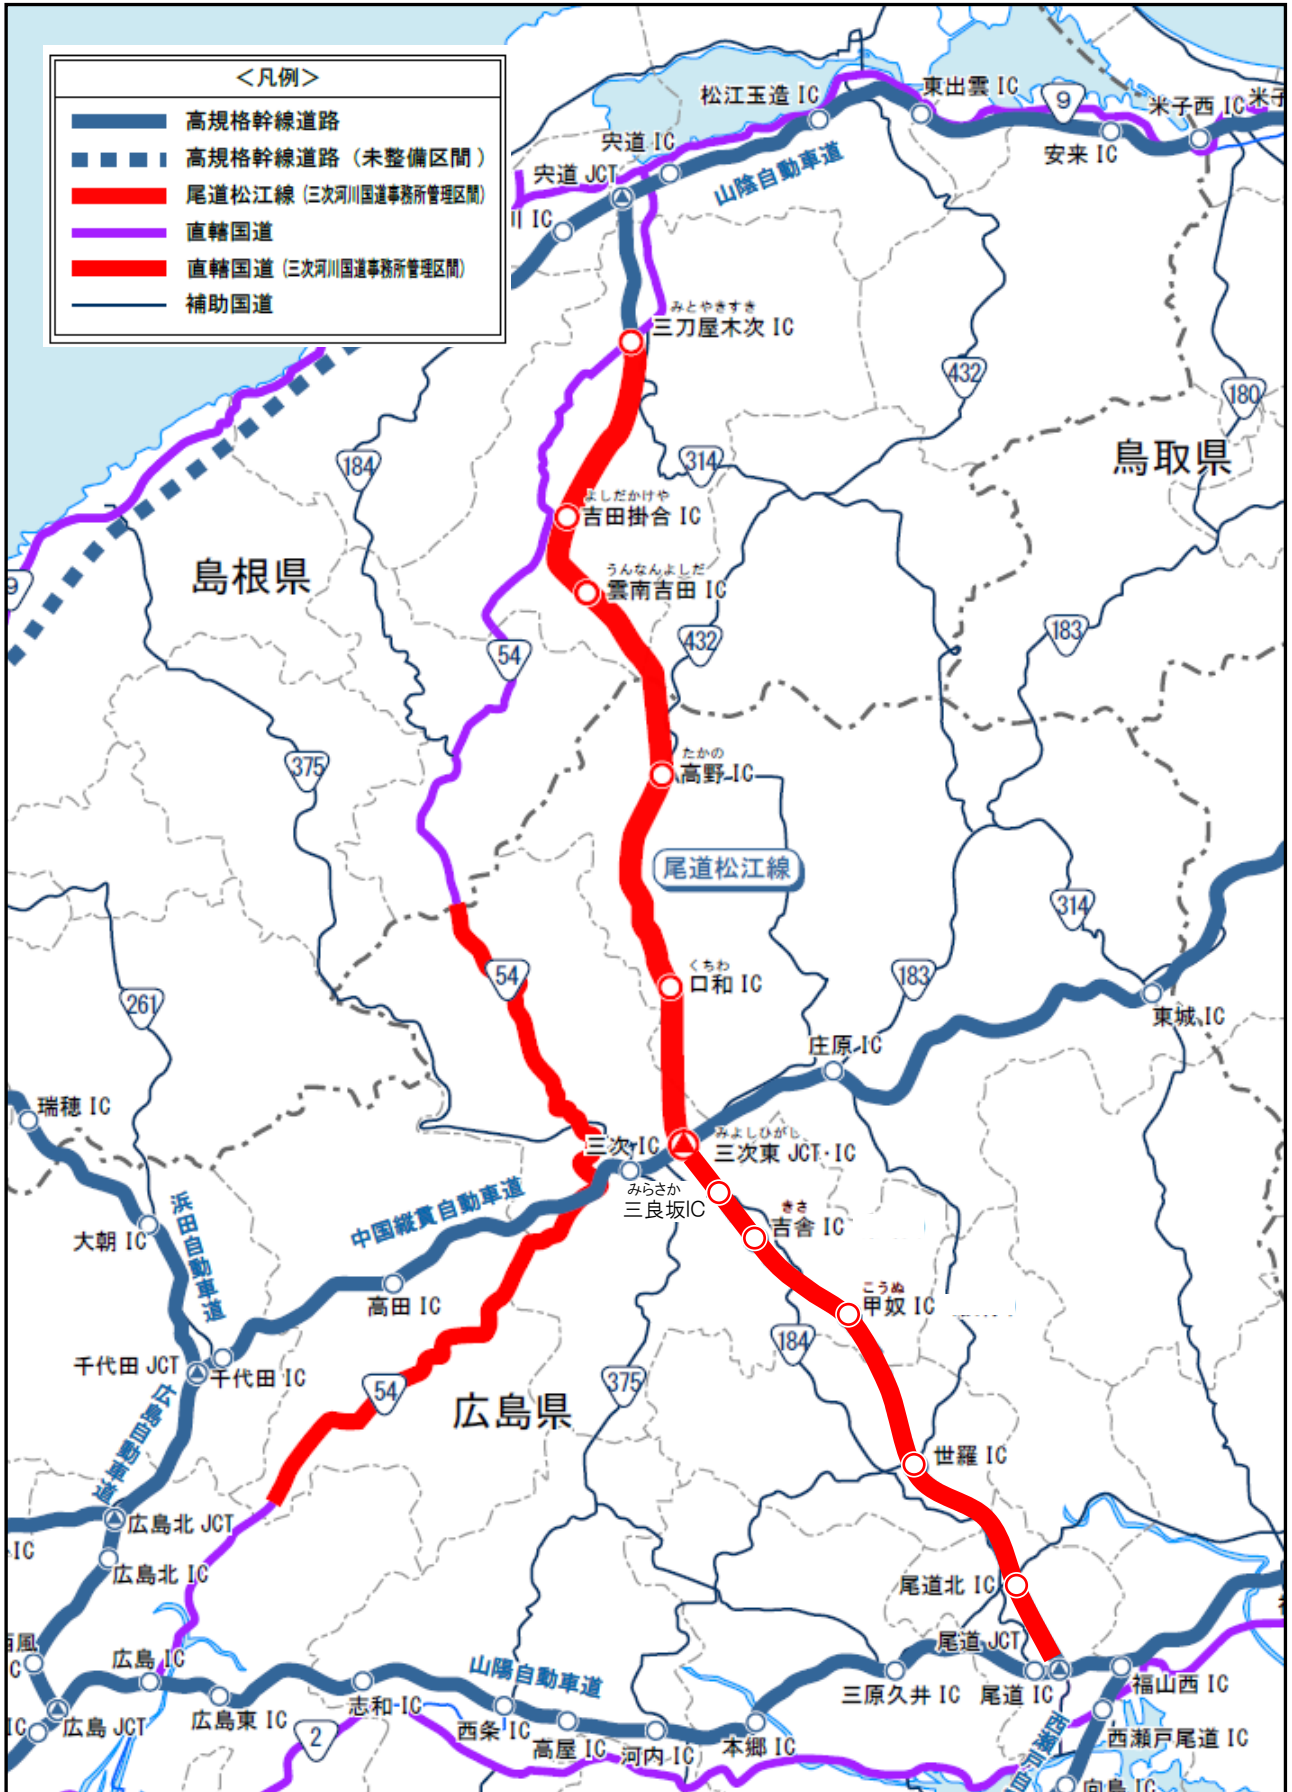 ＜凡例＞
高規格幹線道路
高規格幹線道路（未整備区間）
尾道松江線（三次河川国道事務所管理区間）
直轄国道
直轄国道（三次河川国道事務所管理区間）
補助国道
松江玉造 IC
東出雲 IC
9
米子西 IC
安来 IC
宍道 IC
宍道 JCT
山陰自動車道
川 IC
みとやきすき
三刀屋木次 IC
432
180
鳥取県
184
314
よしだかけや
吉田掛合 IC
島根県
9
うんなんよしだ
雲南吉田 IC
54
432
183
375
たかの
高野 IC
尾道松江線
314
54
183
くちわ
口和 IC
261
東城 IC
庄原 IC
瑞穂 IC
三次 IC
みよしひがし
三次東 JCT・IC
みらさか
三良坂IC
きさ
吉舎 IC
浜田自動車道
大朝 IC
中国縦貫自動車道
高田 IC
こうぬ
甲奴 IC
184
千代田 JCT
千代田 IC
54
広島県
375
広島自動車道
世羅 IC
広島北 JCT
IC
広島北 IC
尾道北 IC
尾道 JCT
広島 IC
山陽自動車道
三原久井 IC
尾道 IC
福山西 IC
広島 JCT
IC
広島東 IC
志和 IC
2
西条 IC
高屋 IC
河内 IC
本郷 IC
西瀬戸尾道 IC
西瀬戸自
向島 IC